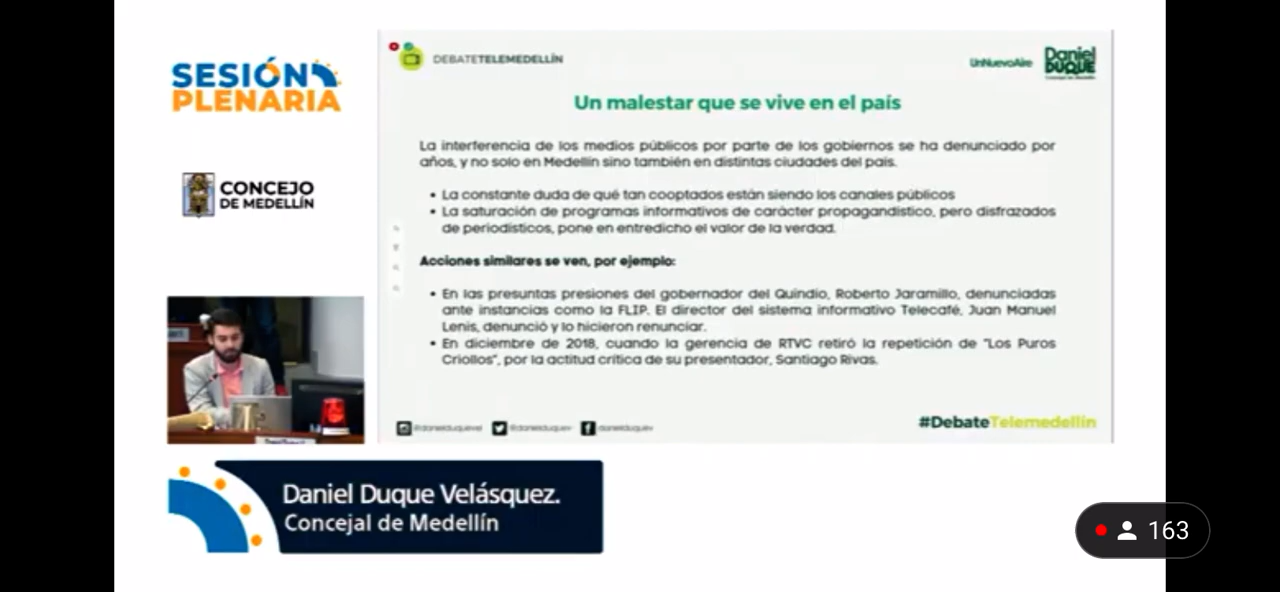 SESIÓN
PLENARIA
CONCEJO
DE MEDELLÍN
DEBATETELEMEDELLÍN
UnNuevoAire
Daniel
DUQUE
Un malestar que se vive en el país
La interferencia de los medios públicos por parte de los gobiernos se ha denunciado por
años, y no solo en Medellín sino también en distintas ciudades del país.
• La constante duda de qué tan cooptados están siendo los canales públicos
• La saturación de programas informativos de carácter propagandístico, pero disfrazados
de periodísticos, pone en entredicho el valor de la verdad.
Acciones similares se ven, por ejemplo:
• En las presuntas presiones del gobernador del Quindío, Roberto Jaramillo, denunciadas
ante instancias como la FLIP. El director del sistema informativo Telecafé, Juan Manuel
Lenis, denunció y lo hicieron renunciar.
• En diciembre de 2018, cuando la gerencia de RTVC retiró la repetición de "Los Puros
Criollos", por la actitud crítica de su presentador, Santiago Rivas.
@danielduquevel @danielduquev danielduquev
#DebateTelemedellín
Daniel Duque Velásquez.
Concejal de Medellín
163